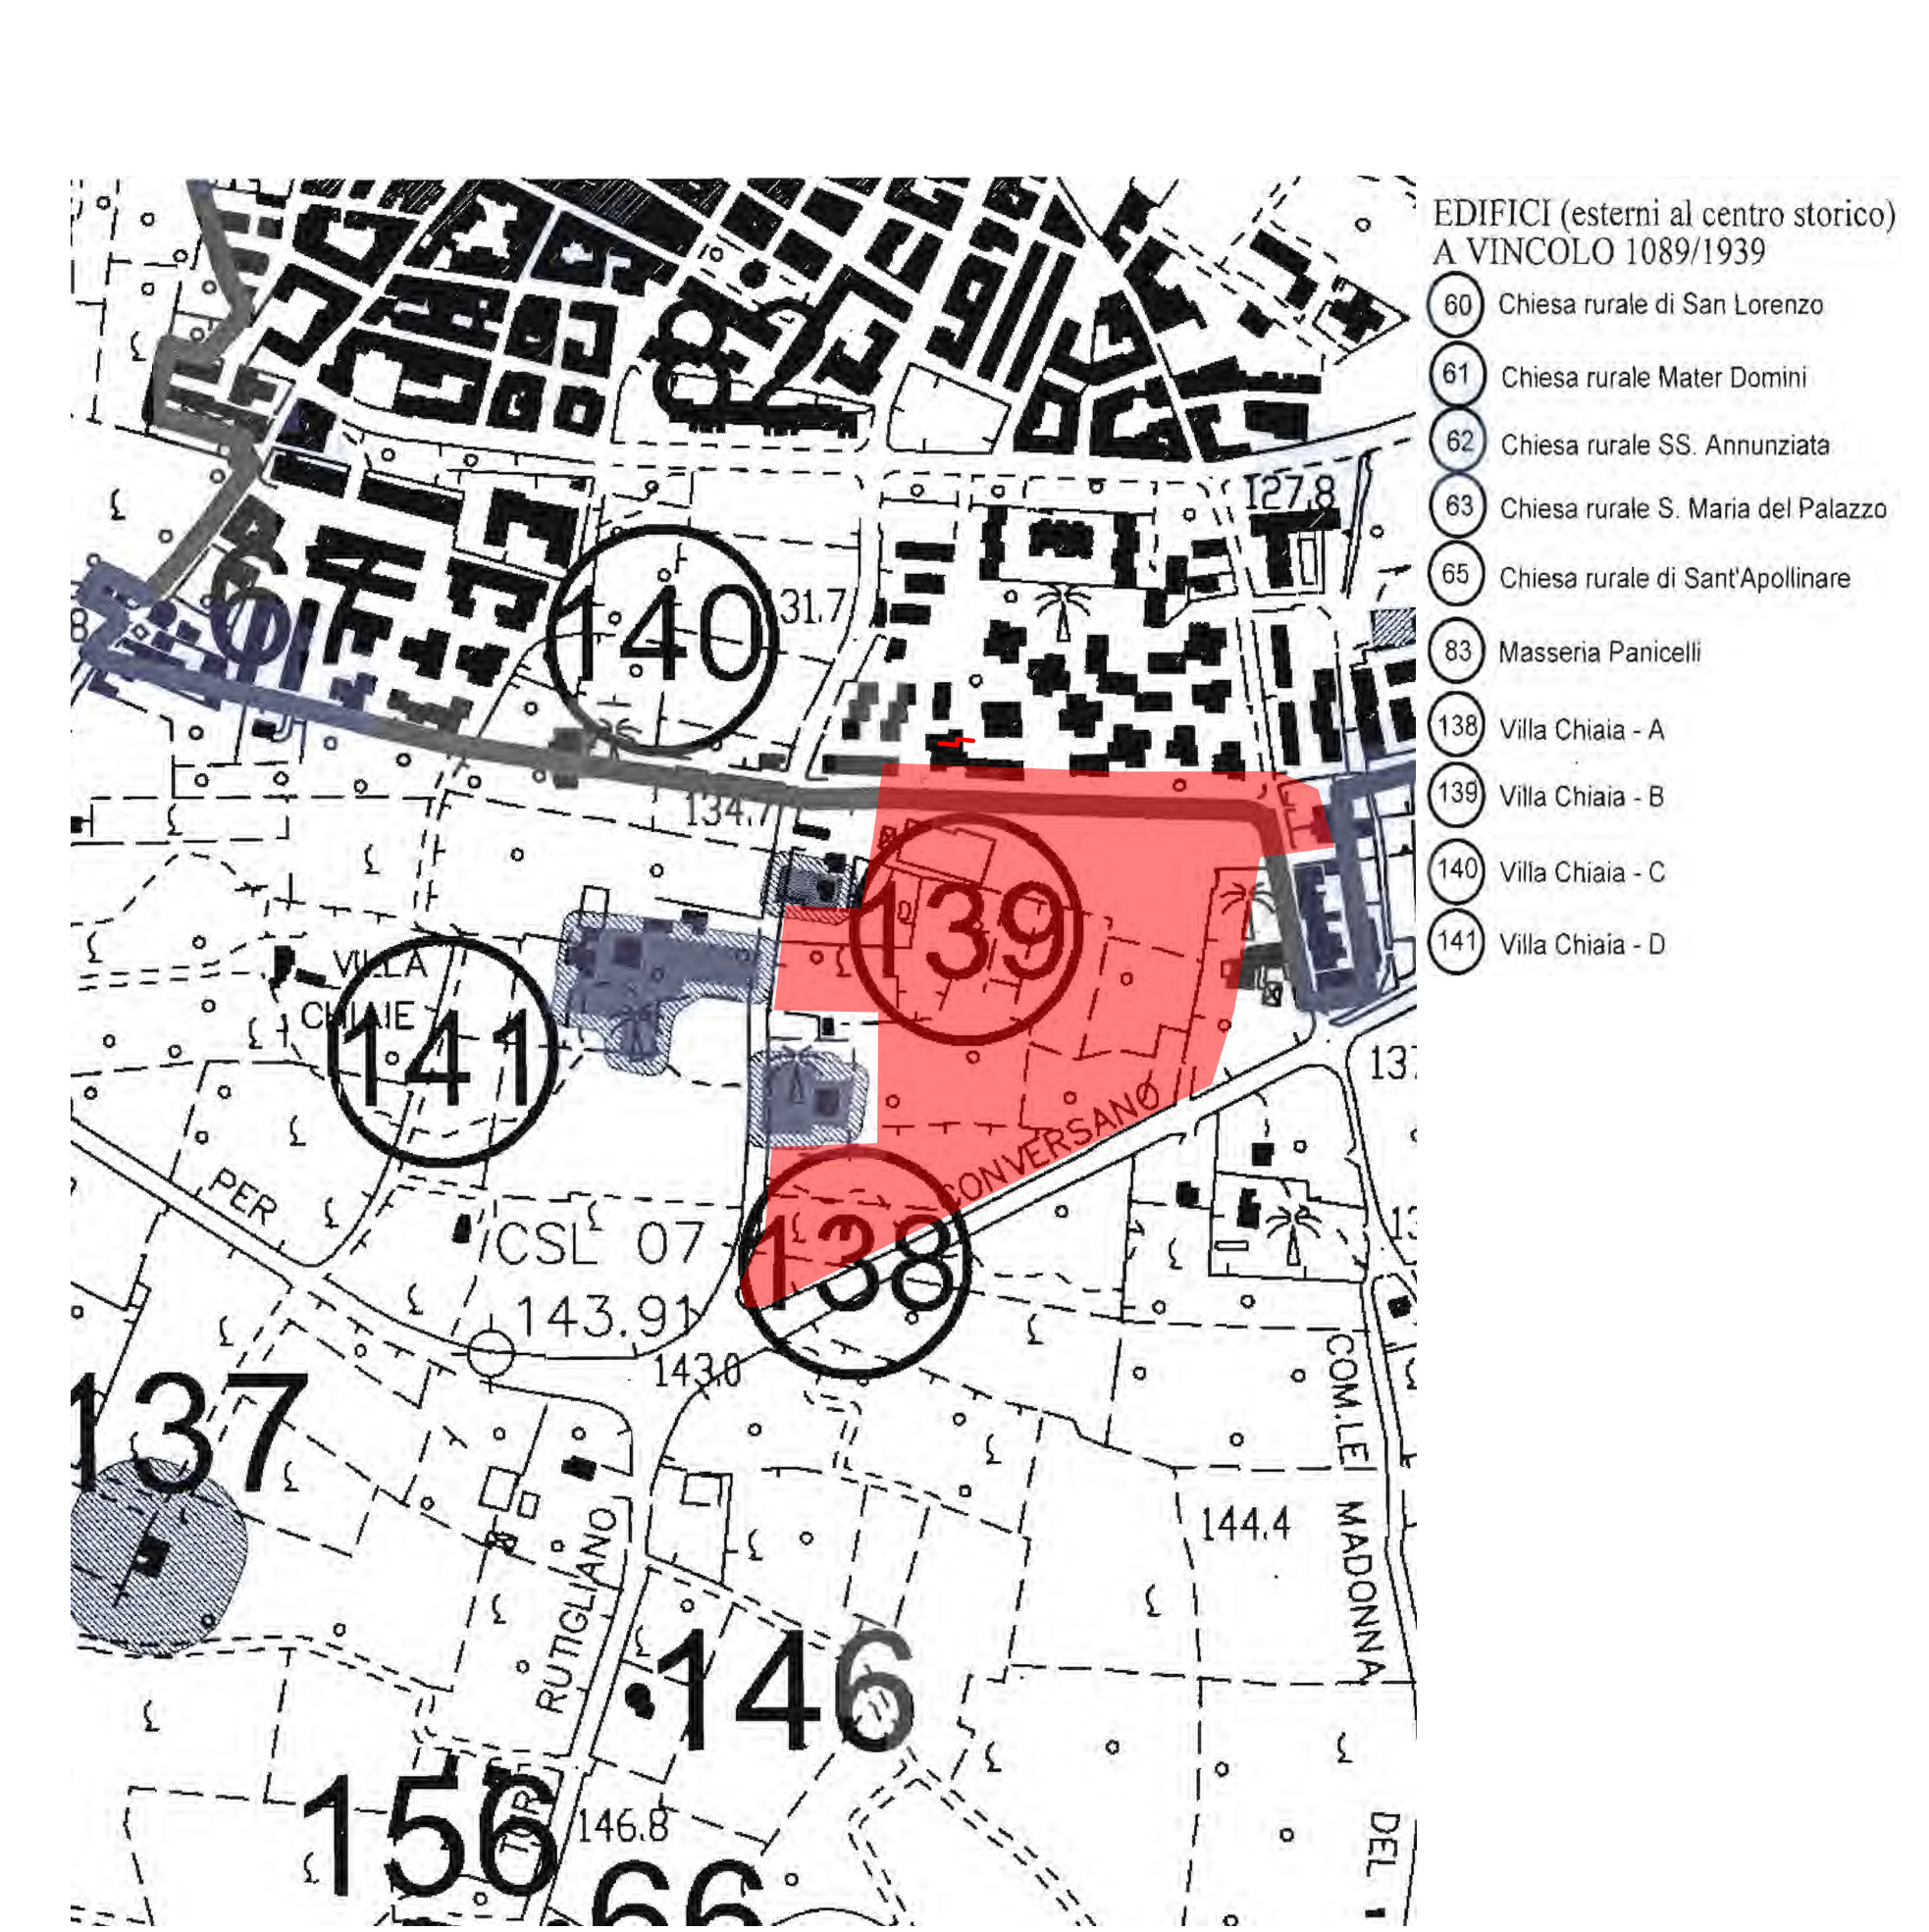 EDIFICI (esterni al centro storico)
A VINCOLO 1089/1939
60 Chiesa rurale di San Lorenzo
61 Chiesa rurale Mater Domini
62 Chiesa rurale SS. Annunziata
63 Chiesa rurale S. Maria del Palazzo
65 Chiesa rurale di Sant'Apollinare
83 Masseria Panicelli
138 Villa Chiaia - A
139 Villa Chiaia - B
140 Villa Chiaia - C
141 Villa Chiaia - D
127.8
140
31.7
134.7
139
VILLA
CHIAIE
141
137
CONVERSANO
PER
138
CSL 07
143.91
143.0
137
COM.LE MADONNA
144.4
RUTIGLIANO
146
156
146.8
DEL
66